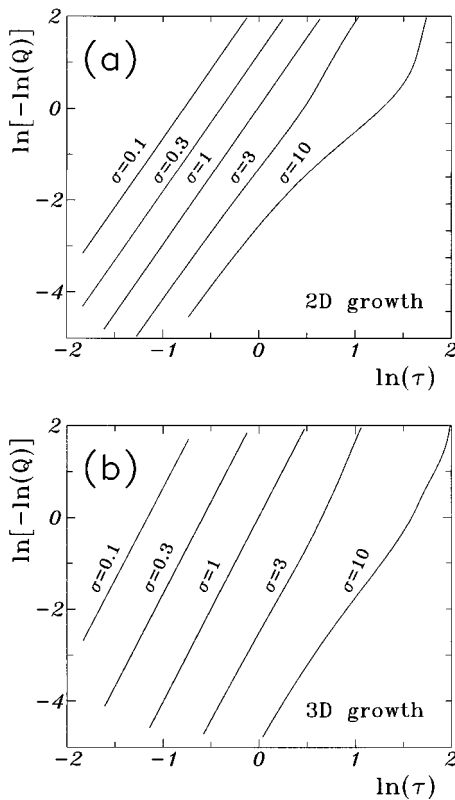 (a)
ln[-ln(Q)]
2
0
-2
-4
σ=0.1
σ=0.3
σ=1
σ=3
σ=10
2D growth
-2
-1
0
1
2
ln(τ)
(b)
ln[-ln(Q)]
2
0
-2
-4
σ=0.1
σ=0.3
σ=1
σ=3
σ=10
3D growth
-2
-1
0
1
2
ln(τ)